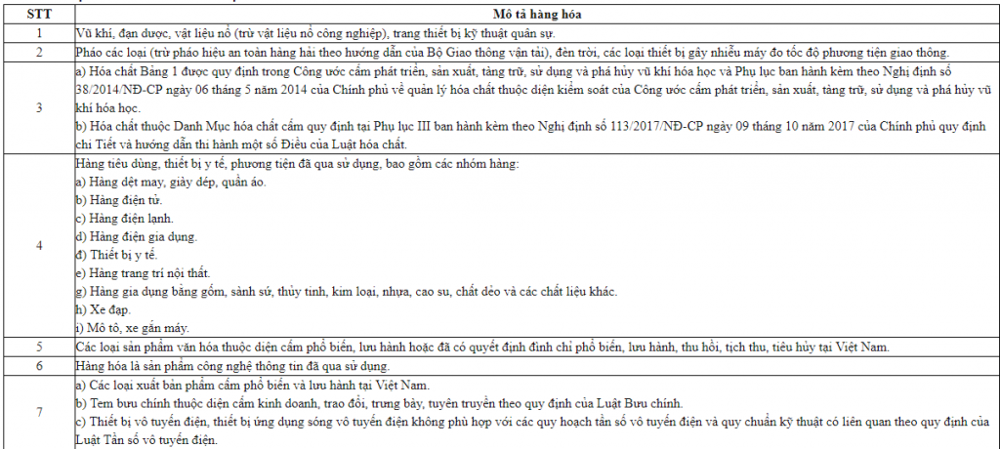 STT Mô tả hàng hóa
1 Vũ khí, đạn dược, vật liệu nổ (trừ vật liệu nổ công nghiệp), trang thiết bị kỹ thuật quân sự.
2 Pháo các loại (trừ pháo hiệu an toàn hàng hải theo hướng dẫn của Bộ Giao thông vận tải), đèn trời, các loại thiết bị gây nhiễu máy đo tốc độ phương tiện giao thông.
3
a) Hóa chất Bảng 1 được quy định trong Công ước cấm phát triển, sản xuất, tàng trữ, sử dụng và phá hủy vũ khí hóa học và Phụ lục ban hành kèm theo Nghị định số
38/2014/NĐ-CP ngày 06 tháng 5 năm 2014 của Chính phủ về quản lý hóa chất thuộc diện kiểm soát của Công ước cấm phát triển, sản xuất, tàng trữ, sử dụng và phá hủy vũ
khí hóa học.
b) Hóa chất thuộc Danh Mục hóa chất cấm quy định tại Phụ lục III ban hành kèm theo Nghị định số 113/2017/NĐ-CP ngày 09 tháng 10 năm 2017 của Chính phủ quy định
chi Tiết và hướng dẫn thi hành một số Điều của Luật hóa chất.
4
Hàng tiêu dùng, thiết bị y tế, phương tiện đã qua sử dụng, bao gồm các nhóm hàng:
a) Hàng dệt may, giày dép, quần áo.
b) Hàng điện tử.
c) Hàng điện lạnh.
d) Hàng điện gia dụng.
đ) Thiết bị y tế.
e) Hàng trang trí nội thất.
g) Hàng gia dụng bằng gốm, sành sứ, thủy tinh, kim loại, nhựa, cao su, chất dẻo và các chất liệu khác.
h) Xe đạp.
i) Mô tô, xe gắn máy.
5 Các loại sản phẩm văn hóa thuộc diện cấm phổ biến, lưu hành hoặc đã có quyết định đình chỉ phổ biến, lưu hành, thu hồi, tịch thu, tiêu hủy tại Việt Nam.
6 Hàng hóa là sản phẩm công nghệ thông tin đã qua sử dụng.
7
a) Các loại xuất bản phẩm cấm phổ biến và lưu hành tại Việt Nam.
b) Tem bưu chính thuộc diện cấm kinh doanh, trao đổi, trưng bày, tuyên truyền theo quy định của Luật Bưu chính.
c) Thiết bị vô tuyến điện, thiết bị ứng dụng sóng vô tuyến điện không phù hợp với các quy hoạch tần số vô tuyến điện và quy chuẩn kỹ thuật có liên quan theo quy định của
Luật Tần số vô tuyến điện.